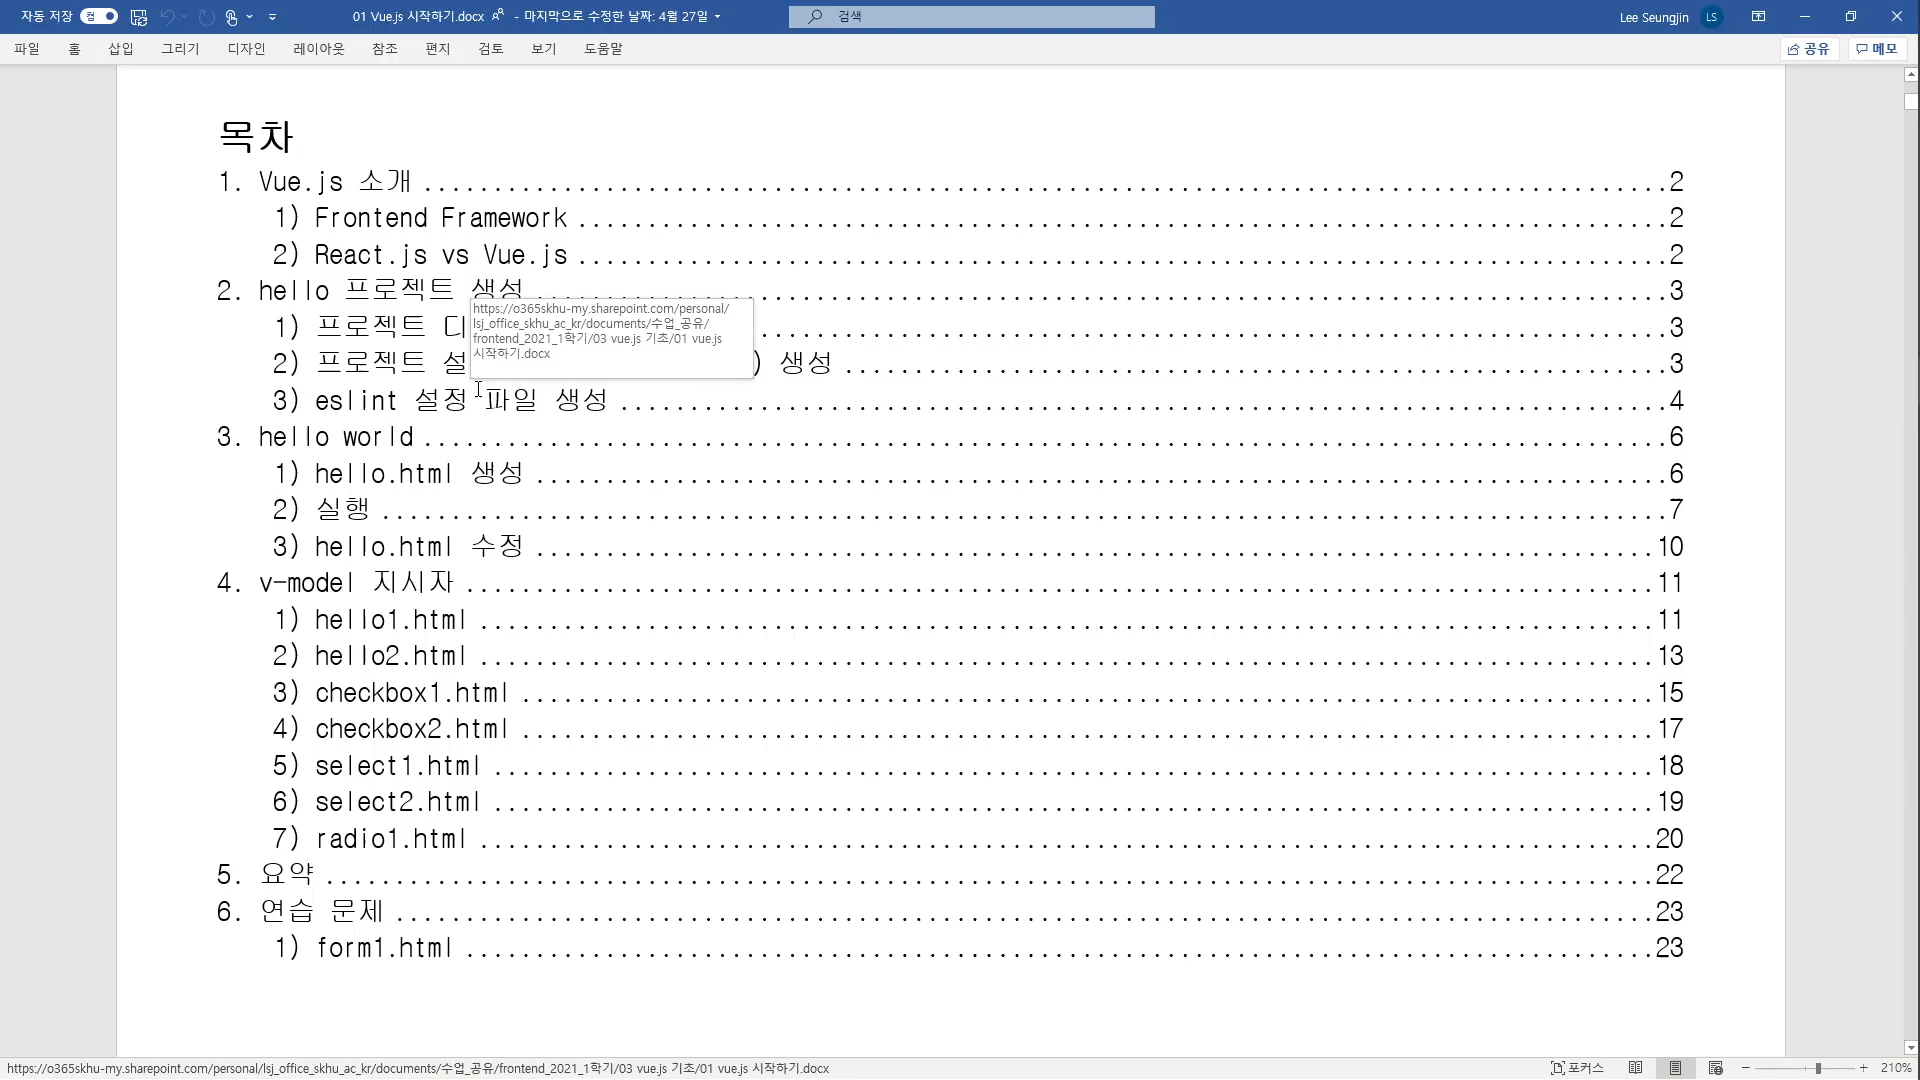 자동 저장 켬 01 Vue.js 시작하기.docx - 마지막으로 수정한 날짜: 4월 27일 검색 Lee Seungjin LS
파일 홈 삽입 그리기 디자인 레이아웃 참조 편지 검토 보기 도움말 공유 메모
목차
1. Vue.js 소개 2
1) Frontend Framework 2
2) React.js vs Vue.js 2
2. hello 프로젝트 생성 3
1) 프로젝트 디 3
2) 프로젝트 설 ) 생성 3
https://o365skhu-my.sharepoint.com/personal/
lsj_office_skhu_ac_kr/documents/수업_공유/
frontend_2021_1학기/03 vue.js 기초/01 vue.js
시작하기.docx
3) eslint 설정 파일 생성 4
3. hello world 6
1) hello.html 생성 6
2) 실행 7
3) hello.html 수정 10
4. v-model 지시자 11
1) hello1.html 11
2) hello2.html 13
3) checkbox1.html 15
4) checkbox2.html 17
5) select1.html 18
6) select2.html 19
7) radio1.html 20
5. 요약 22
6. 연습 문제 23
1) form1.html 23
https://o365skhu-my.sharepoint.com/personal/lsj_office_skhu_ac_kr/documents/수업_공유/frontend_2021_1학기/03 vue.js 기초/01 vue.js 시작하기.docx 포커스 210%